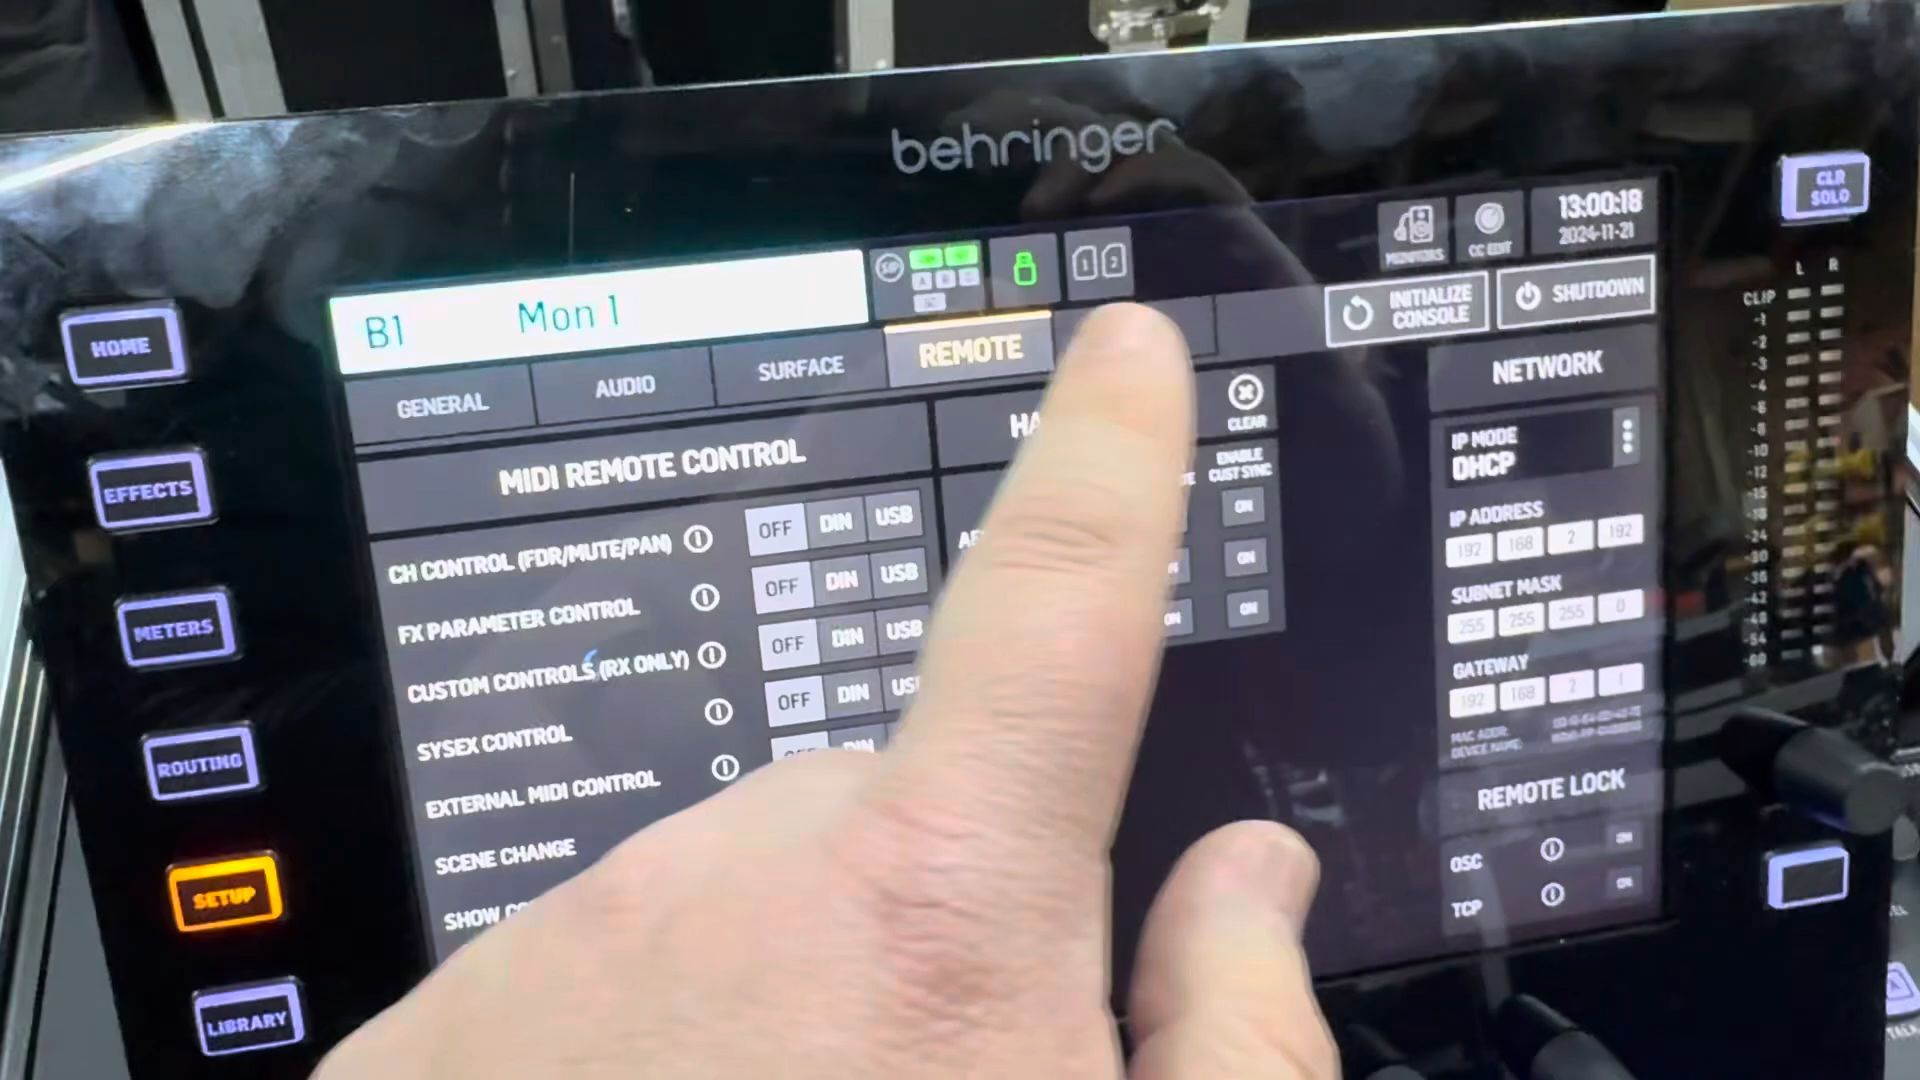 behringer
CLR SOLO
B1 Mon 1
1 2
MONITORS
CC EDIT
13:00:18
2024-11-21
INITIALIZE CONSOLE
SHUTDOWN
HOME
EFFECTS
METERS
ROUTING
SETUP
LIBRARY
GENERAL
AUDIO
SURFACE
REMOTE
MIDI REMOTE CONTROL
HA
CLEAR
ENABLE
CUST SYNC
ON
ON
ON
CH CONTROL (FDR/MUTE/PAN) OFF DIN USB
FX PARAMETER CONTROL OFF DIN USB
CUSTOM CONTROLS (RX ONLY) OFF DIN USB
SYSEX CONTROL OFF DIN
EXTERNAL MIDI CONTROL
SCENE CHANGE
SHOW
NETWORK
IP MODE
DHCP
IP ADDRESS
192 168 2 192
SUBNET MASK
255 255 255 0
GATEWAY
192 168 2 1
MAC ADDR:
DEVICE NAME:
REMOTE LOCK
OSC ON
TCP ON
L R
CLIP
-1
-2
-3
-4
-6
-8
-10
-12
-15
-18
-24
-30
-36
-42
-48
-54
-60